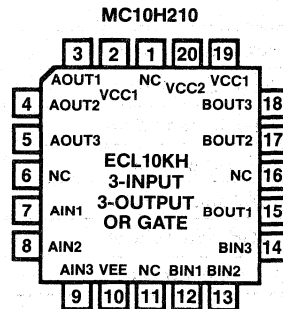 MC10H210
3 2 1 20 19
AOUT1 NC VCC1
VCC1 VCC2
4 AOUT2 BOUT3 18
5 AOUT3 BOUT2 17
ECL10KH
6 NC 3-INPUT NC 16
3-OUTPUT
7 AIN1 OR GATE BOUT1 15
8 AIN2 BIN3 14
AIN3 VEE NC BIN1 BIN2
9 10 11 12 13